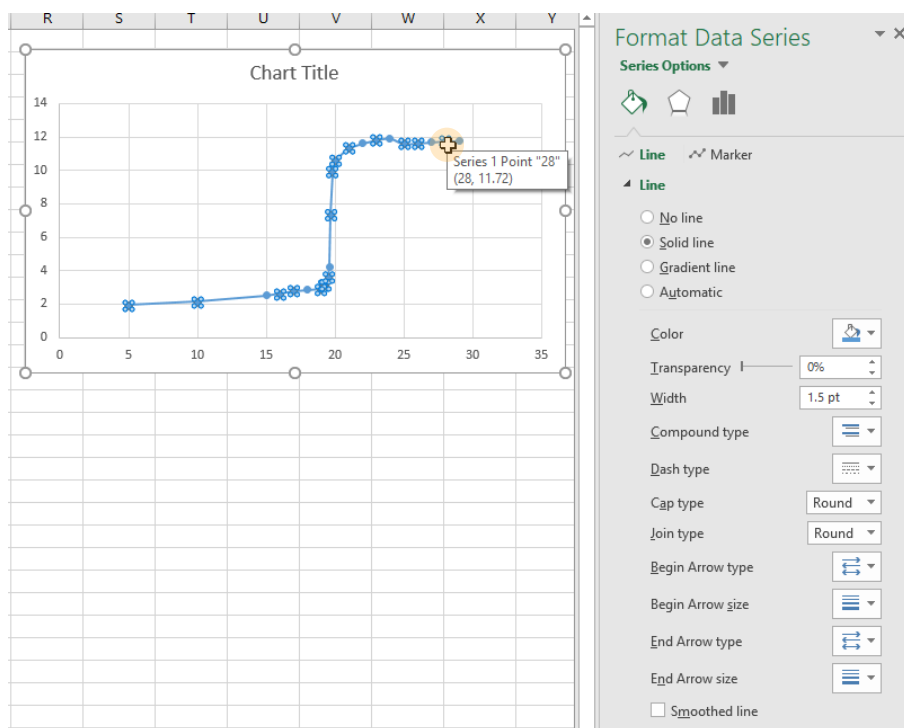 R S T U V W X Y
Chart Title
14
12
10
8
6
4
2
0
0 5 10 15 20 25 30 35
Series 1 Point "28"
(28, 11.72)
Format Data Series
Series Options
Line Marker
Line
No line
Solid line
Gradient line
Automatic
Color
Transparency 0%
Width 1.5 pt
Compound type
Dash type
Cap type Round
Join type Round
Begin Arrow type
Begin Arrow size
End Arrow type
End Arrow size
Smoothed line